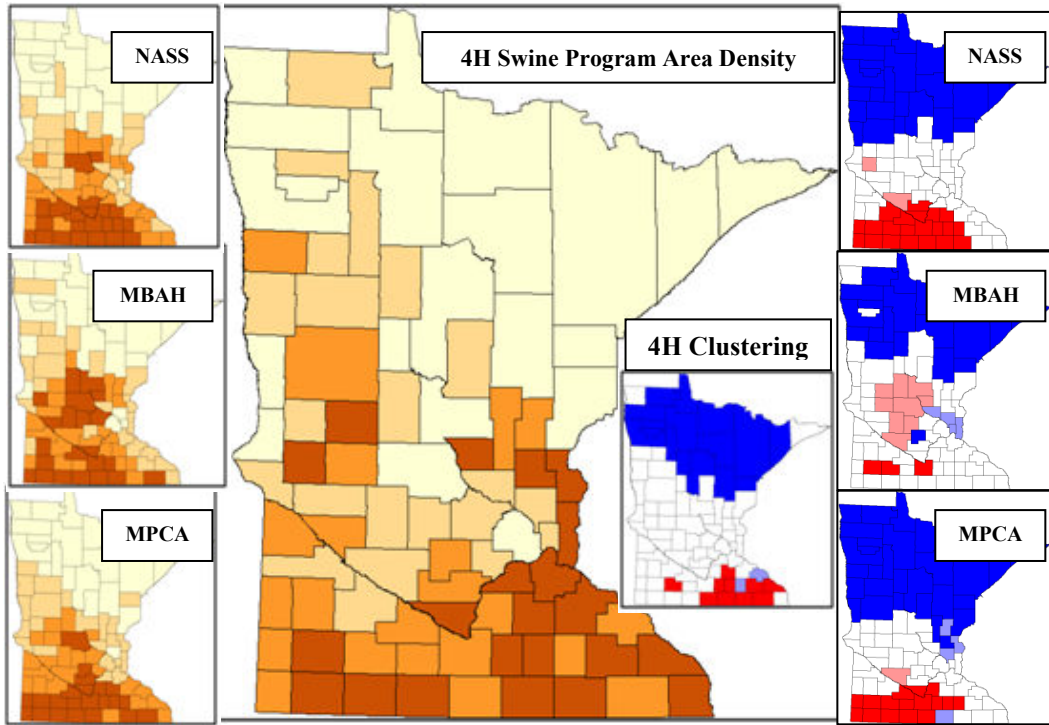 NASS
4H Swine Program Area Density
NASS
MBAH
MBAH
4H Clustering
MPCA
MPCA